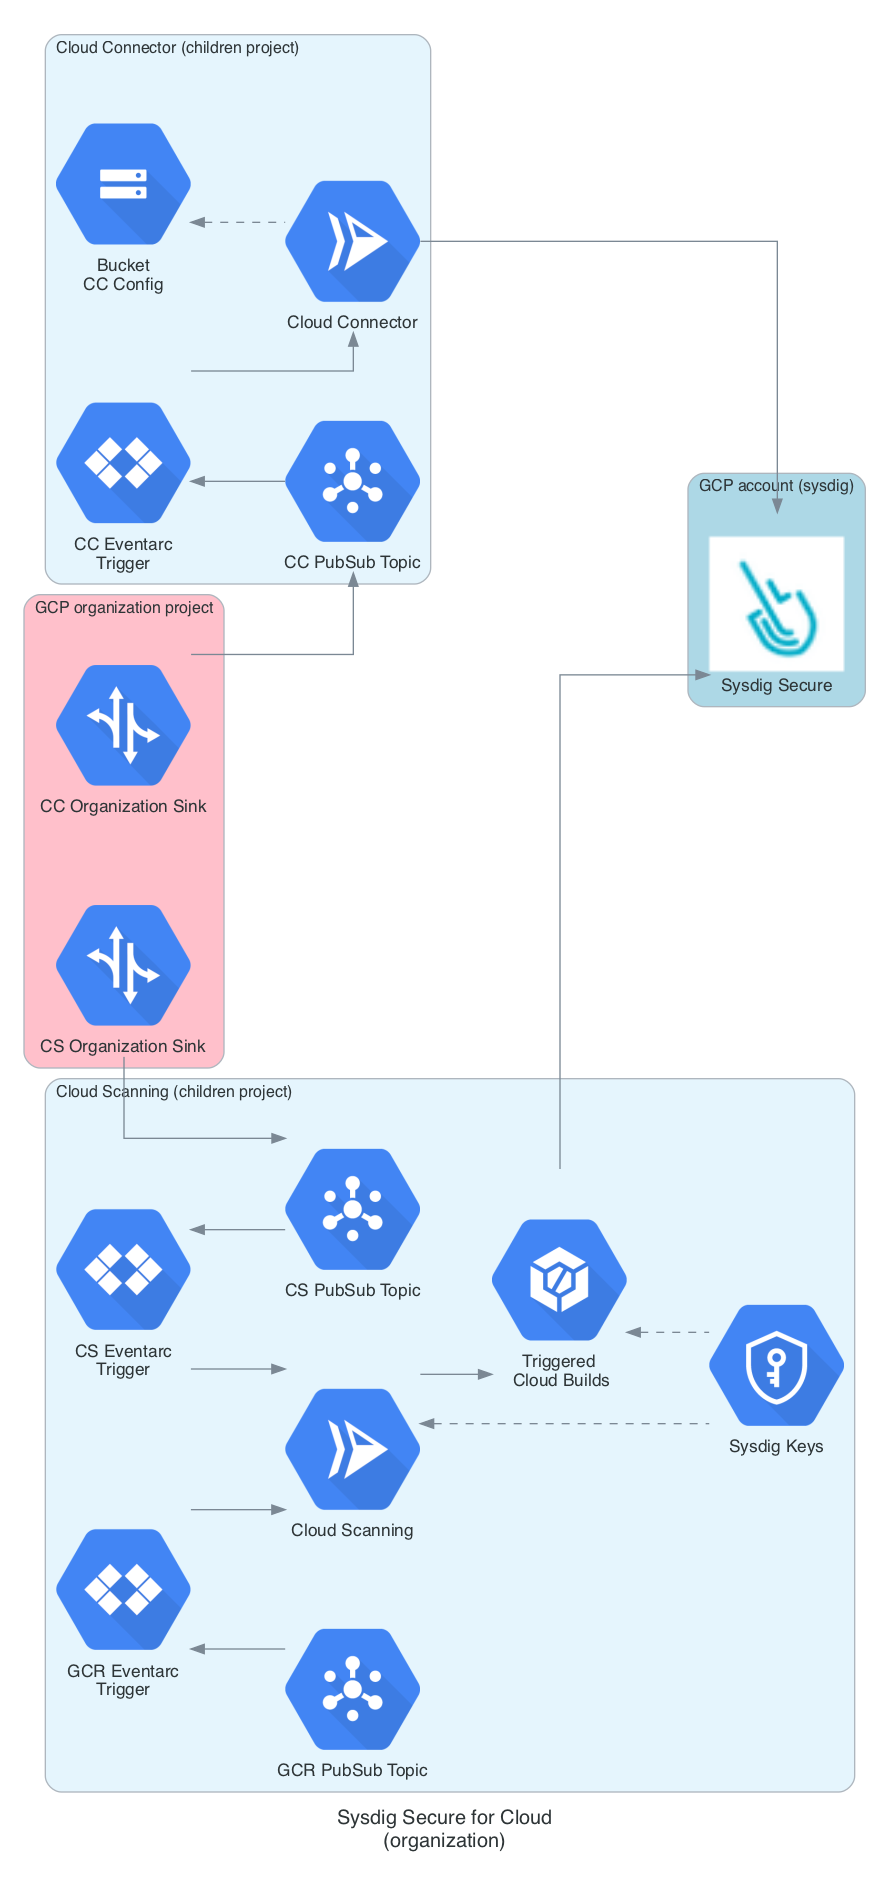 Cloud Connector (children project)
Bucket
CC Config
Cloud Connector
CC Eventarc
Trigger
CC PubSub Topic
GCP account (sysdig)
Sysdig Secure
GCP organization project
CC Organization Sink
CS Organization Sink
Cloud Scanning (children project)
CS PubSub Topic
CS Eventarc
Trigger
Triggered
Cloud Builds
Sysdig Keys
Cloud Scanning
GCR Eventarc
Trigger
GCR PubSub Topic
Sysdig Secure for Cloud
(organization)